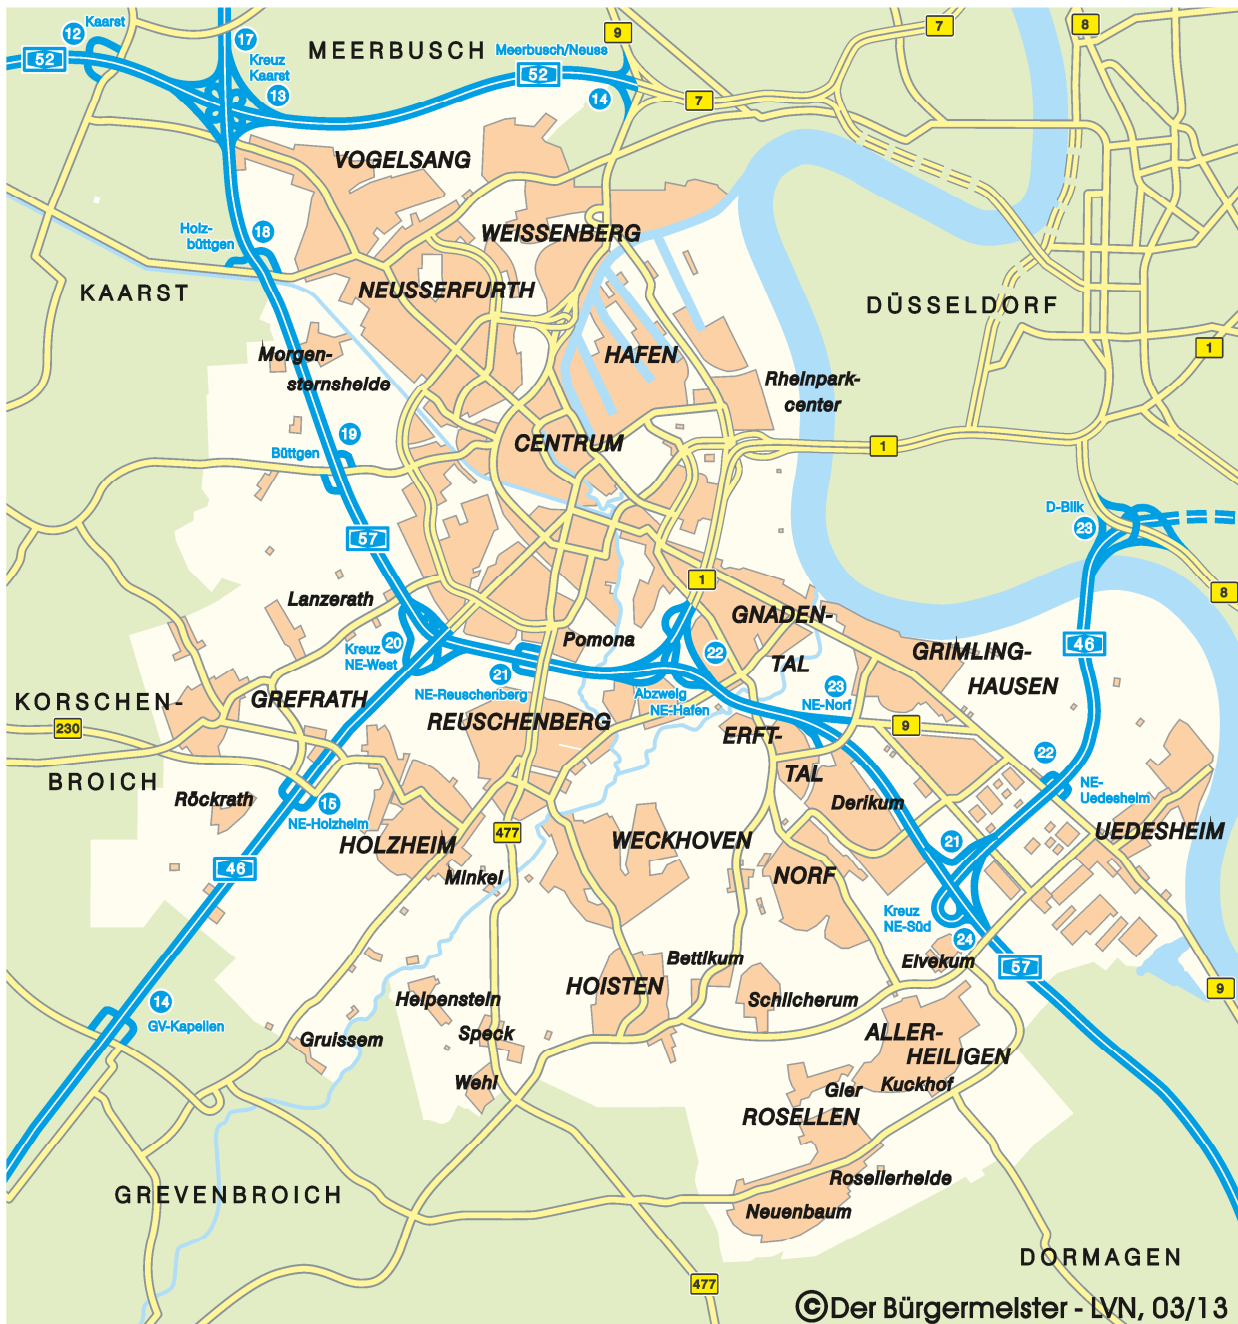 12
Kaarst
17
Kreuz
Kaarst
13
52
MEERBUSCH
Meerbusch/Neuss
52
14
9
7
8
7
VOGELSANG
Holz-
büttgen
18
WEISSENBERG
KAARST
NEUSSERFURTH
DÜSSELDORF
1
Morgen-
sternsheide
HAFEN
Rheinpark-
center
19
Büttgen
CENTRUM
1
D-Bilk
23
57
1
8
Lanzerath
GNADEN-
TAL
20
Kreuz
NE-West
Pomona
22
46
GRIMLING-
HAUSEN
KORSCHEN-
BROICH
230
GREFRATH
21
NE-Reuschenberg
Abzweig
NE-Hafen
23
NE-Norf
REUSCHENBERG
ERFT-
TAL
9
22
NE-
Uedesheim
Röckrath
15
NE-Holzheim
Derikum
HOLZHEIM
477
WECKHOVEN
21
UEDESHEIM
46
Minkel
NORF
Kreuz
NE-Süd
24
Bettikum
Elvekum
57
9
14
GV-Kapellen
Helpenstein
HOISTEN
Schlicherum
Gruissem
Speck
ALLER-
HEILIGEN
Wehl
Gier
Kuckhof
ROSELLEN
GREVENBROICH
Rosellerheide
Neuenbaum
DORMAGEN
477
©Der Bürgermeister - LVN, 03/13